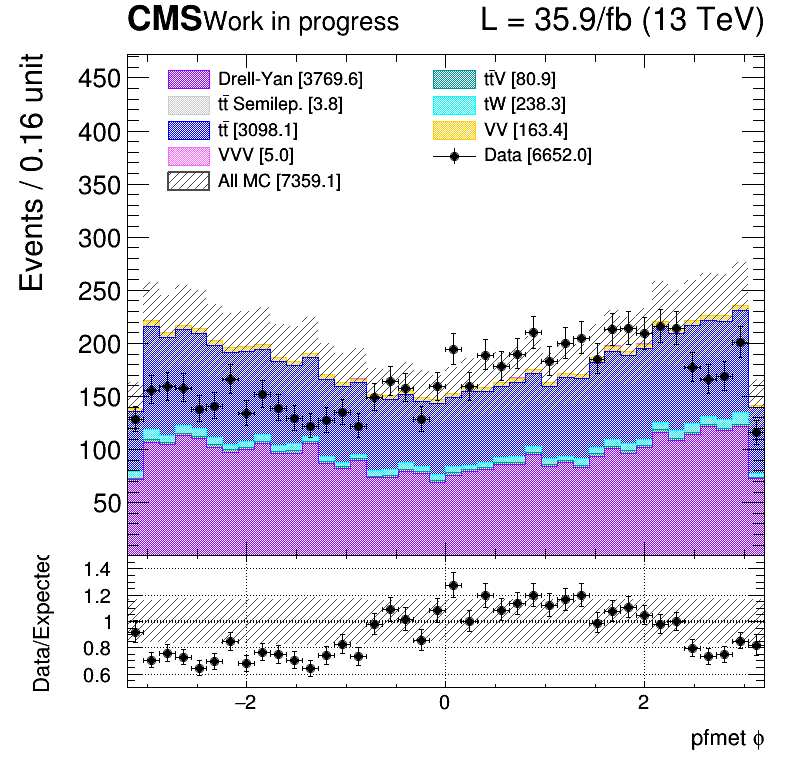 CMS Work in progress L = 35.9/fb (13 TeV)
Events / 0.16 unit
450
400
350
300
250
200
150
100
50
Drell-Yan [3769.6]
tt̄ Semilep. [3.8]
tt̄ [3098.1]
VVV [5.0]
All MC [7359.1]
tt̄V [80.9]
tW [238.3]
VV [163.4]
Data [6652.0]
Data/Expected
1.4
1.2
1
0.8
0.6
−2 0 2
pfmet ϕ